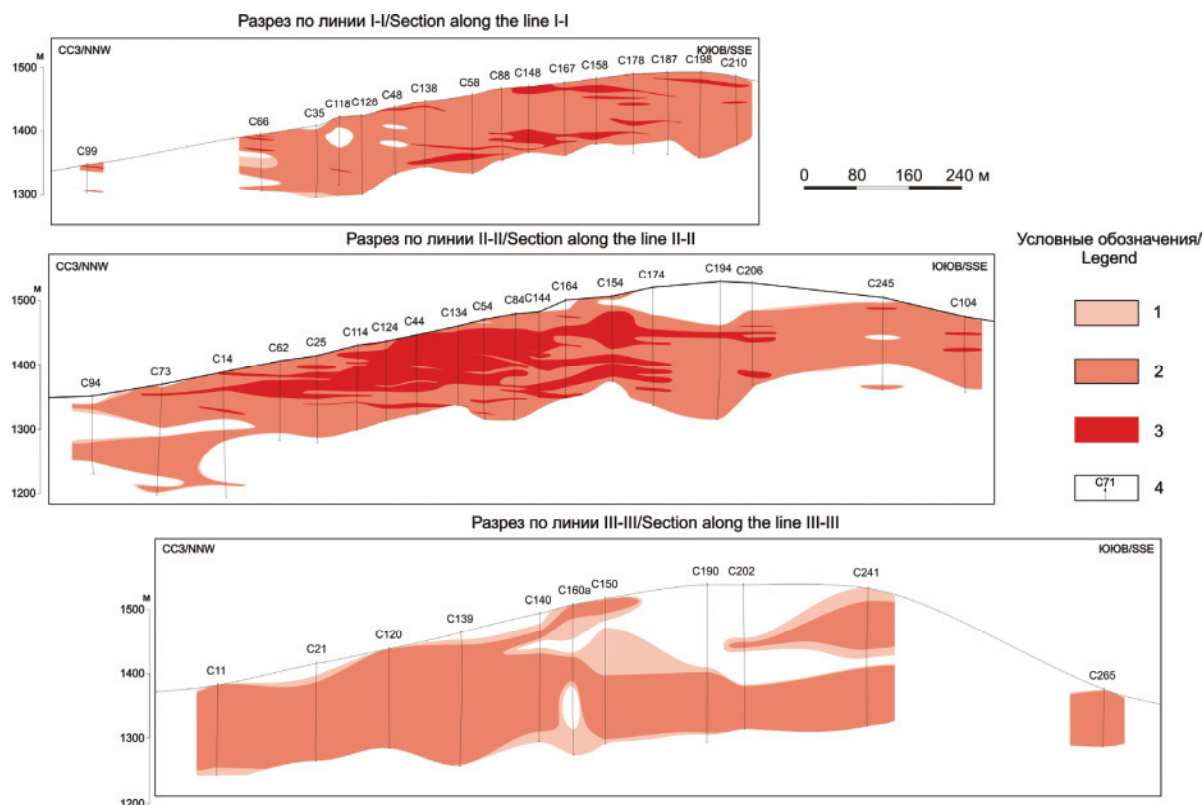 Разрез по линии I-I/Section along the line I-I
ССЗ/NNW
ЮЮВ/SSE
м
1500
1400
1300
C99
C66
C35
C118
C126
C48
C138
C58
C88
C148
C167
C158
C178
C187
C198
C210
0 80 160 240 м
Разрез по линии II-II/Section along the line II-II
ССЗ/NNW
ЮЮВ/SSE
м
1500
1400
1300
1200
C94
C73
C14
C62
C25
C114
C124
C44
C134
C54
C84
C144
C164
C154
C174
C194
C206
C245
C104
Условные обозначения/
Legend
1
2
3
C71
4
Разрез по линии III-III/Section along the line III-III
ССЗ/NNW
ЮЮВ/SSE
м
1500
1400
1300
1200
C11
C21
C120
C139
C140
C160a
C150
C190
C202
C241
C265